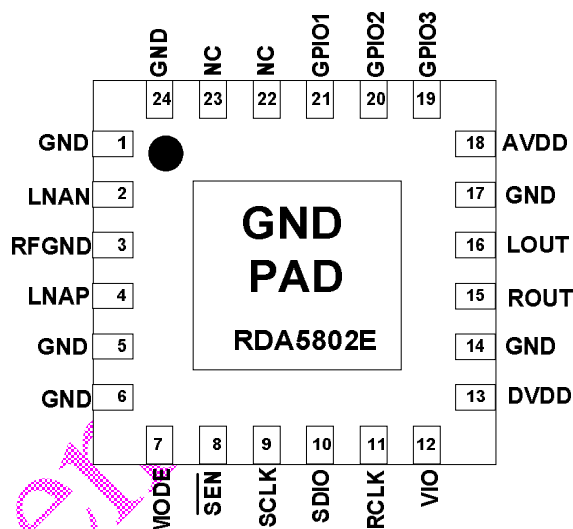 GND
NC
NC
GPIO1
GPIO2
GPIO3
24
23
22
21
20
19
GND 1
LNAN 2
RFGND 3
LNAP 4
GND 5
GND 6
18 AVDD
17 GND
16 LOUT
15 ROUT
14 GND
13 DVDD
GND
PAD
RDA5802E
7
8
9
10
11
12
MODE
SEN
SCLK
SDIO
RCLK
VIO